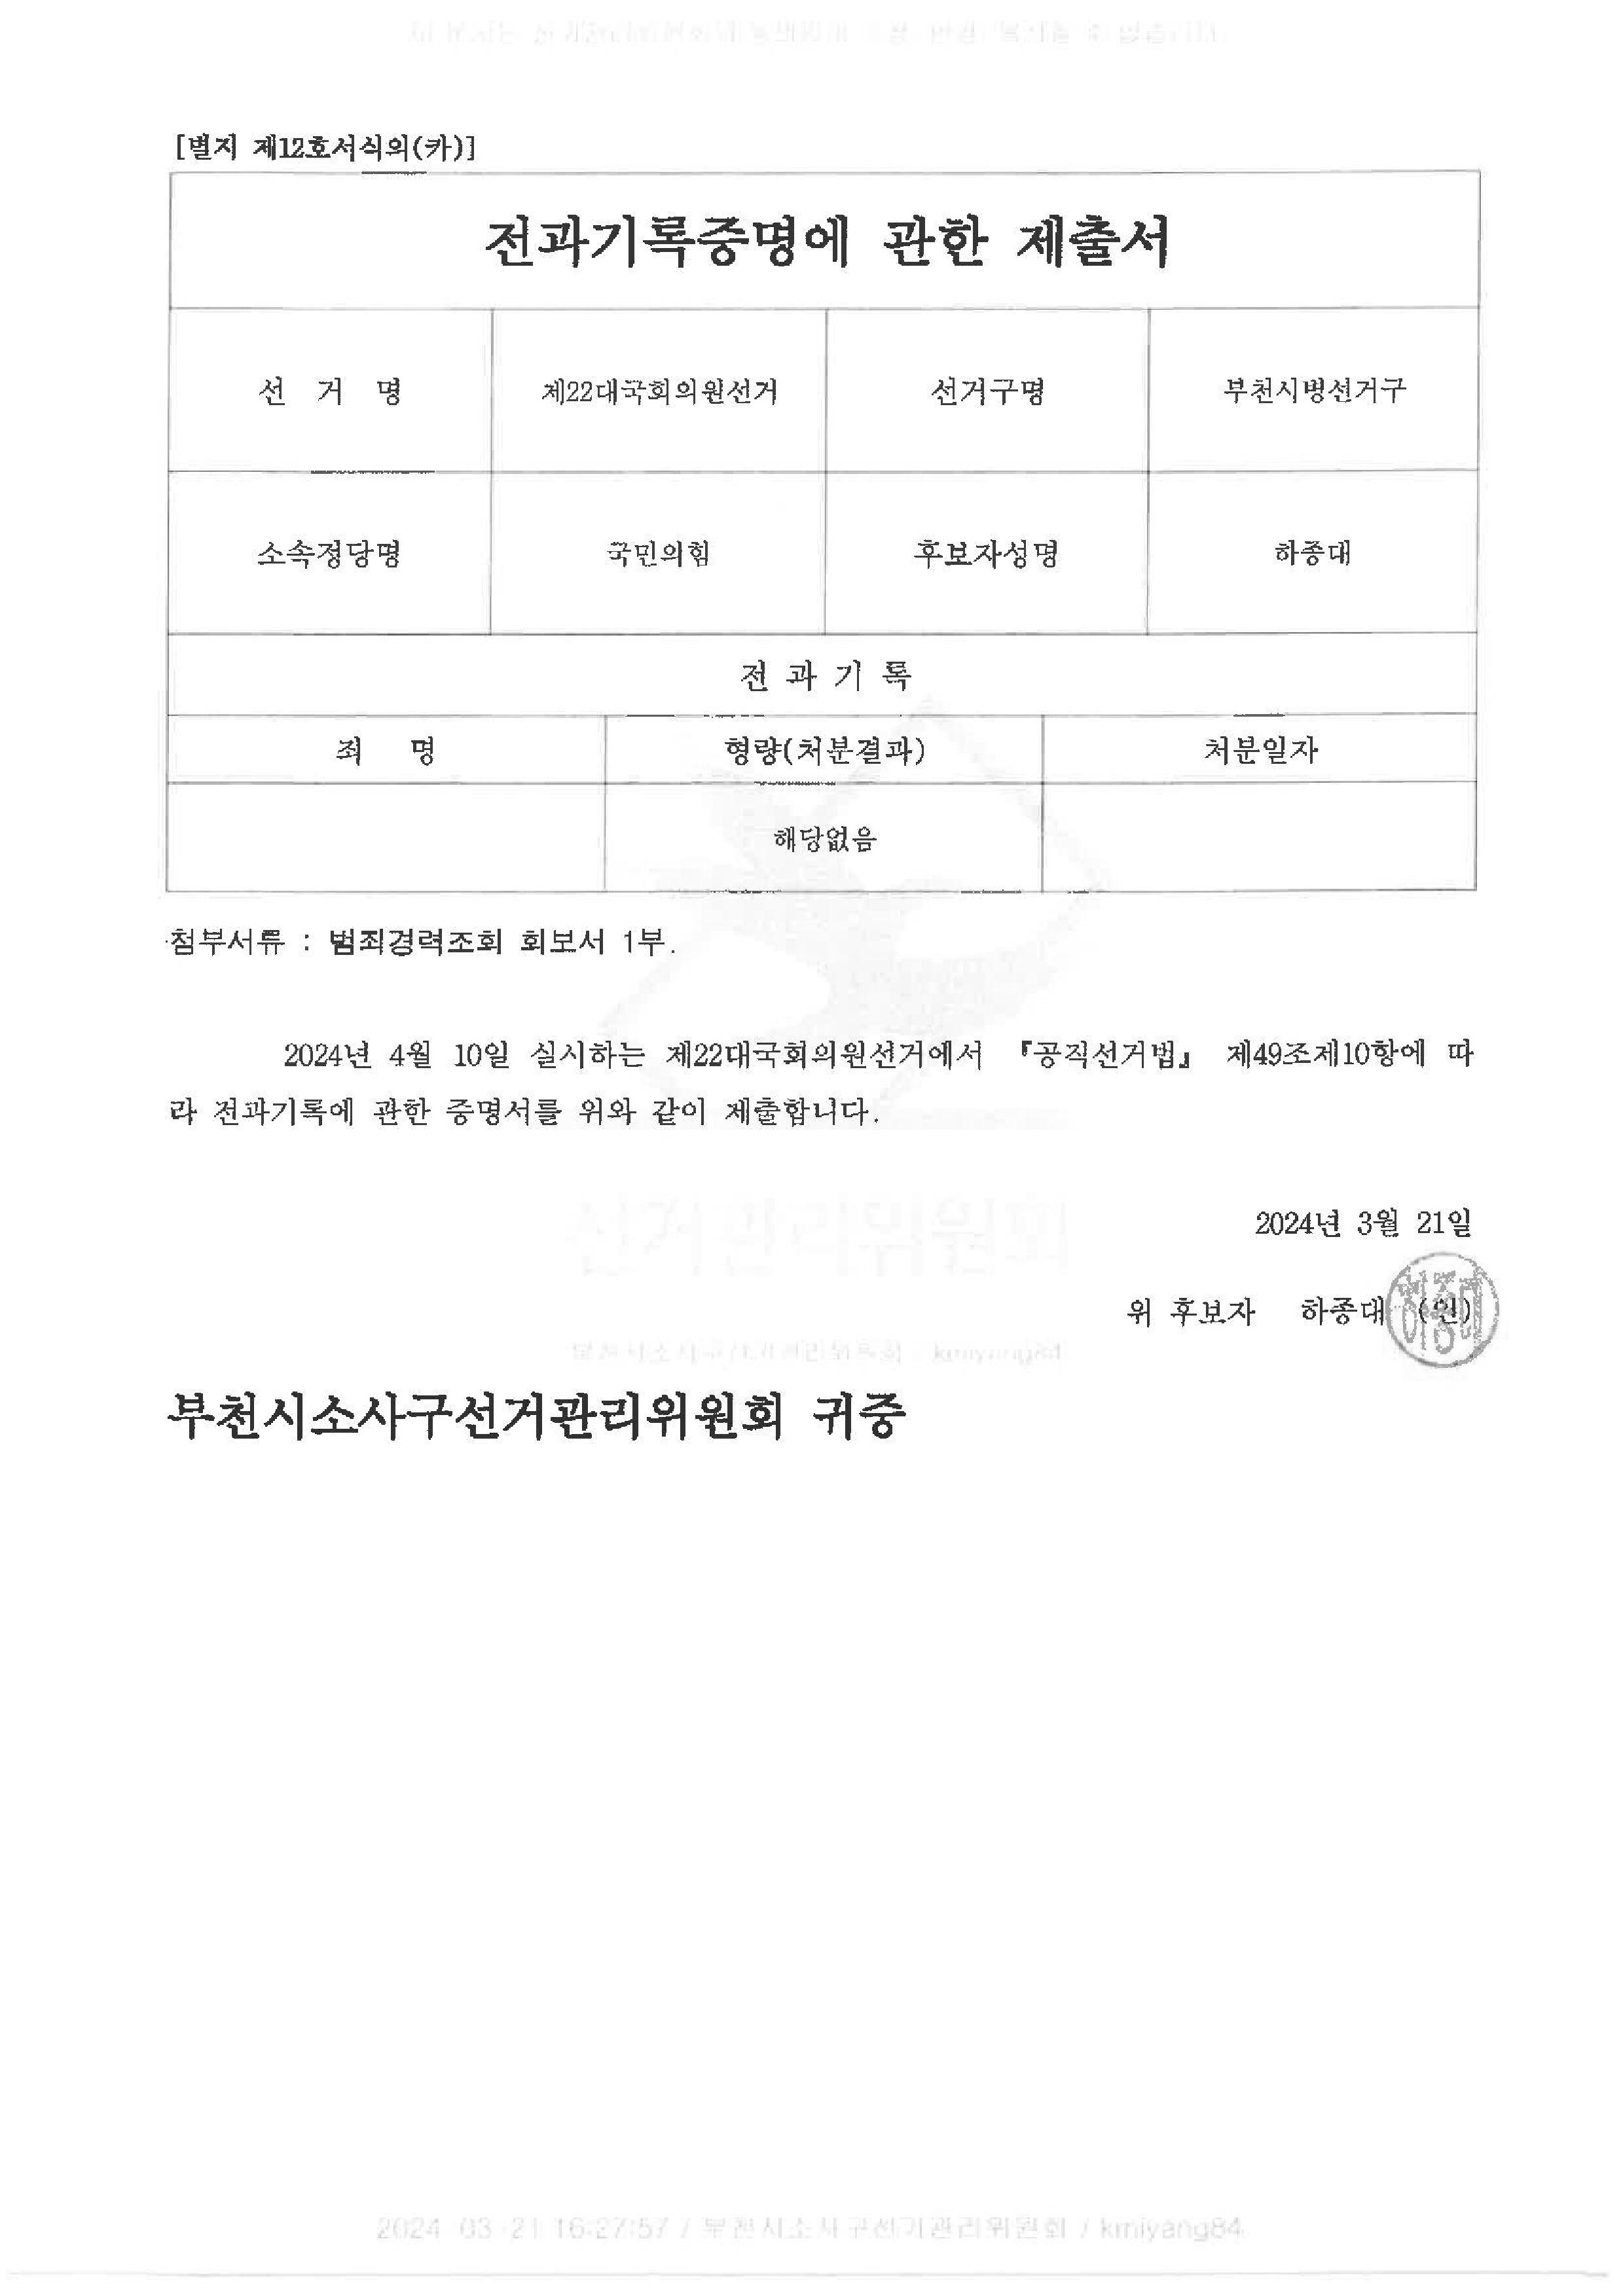 [별지 제12호서식의(카)]
전과기록증명에 관한 제출서
선 거 명 제22대국회의원선거 선거구명 부천시병선거구
소속정당명 국민의힘 후보자성명 하종대
전 과 기 록
죄 명 형량(처분결과) 처분일자
해당없음
첨부서류 : 범죄경력조회 회보서 1부.
2024년 4월 10일 실시하는 제22대국회의원선거에서 『공직선거법』 제49조제10항에 따
라 전과기록에 관한 증명서를 위와 같이 제출합니다.
선거관리위원회
2024년 3월 21일
위 후보자 하종대 (인)
하종대
부천시소사구선거관리위원회 / kmiyang84
부천시소사구선거관리위원회 귀중
2024-03-21 16:27:57 / 부천시소사구선거관리위원회 / kmiyang84